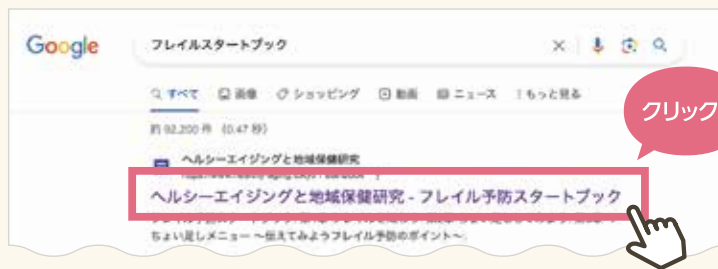 Google
フレイルスタートブック
すべて 画像 ショッピング 動画 ニュース もっと見る
約 92,200 件 (0.47 秒)
クリック
ヘルシーエイジングと地域保健研究
ヘルシーエイジングと地域保健研究 - フレイル予防スタートブック
ちょい足しメニュー ～伝えてみようフレイル予防のポイント～